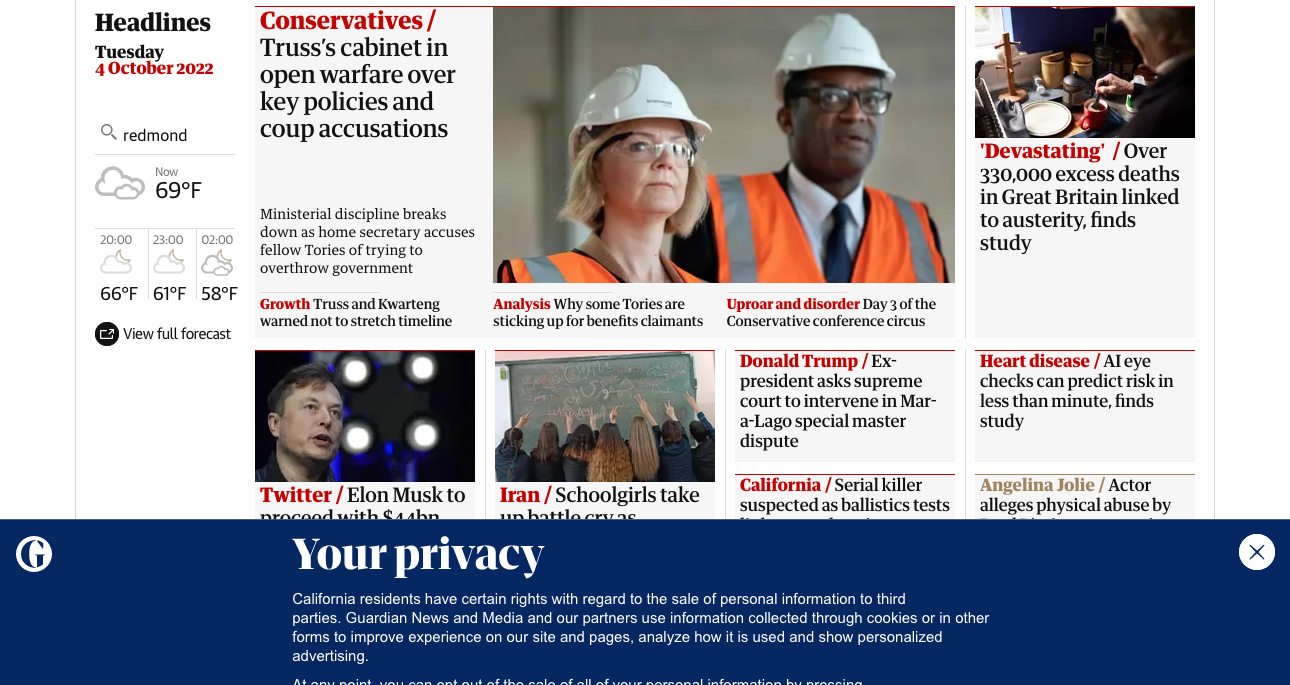 Headlines
Tuesday
4 October 2022
redmond
Now
69°F
20:00
23:00
02:00
66°F
61°F
58°F
View full forecast
Conservatives /
Truss’s cabinet in
open warfare over
key policies and
coup accusations
Ministerial discipline breaks
down as home secretary accuses
fellow Tories of trying to
overthrow government
Growth Truss and Kwarteng
warned not to stretch timeline
Analysis Why some Tories are
sticking up for benefits claimants
Uproar and disorder Day 3 of the
Conservative conference circus
'Devastating' / Over
330,000 excess deaths
in Great Britain linked
to austerity, finds
study
Twitter / Elon Musk to
proceed with $44bn
Iran / Schoolgirls take
up battle cry as
Donald Trump / Ex-
president asks supreme
court to intervene in Mar-
a-Lago special master
dispute
California / Serial killer
suspected as ballistics tests
Heart disease / AI eye
checks can predict risk in
less than minute, finds
study
Angelina Jolie / Actor
alleges physical abuse by
Your privacy
California residents have certain rights with regard to the sale of personal information to third
parties. Guardian News and Media and our partners use information collected through cookies or in other
forms to improve experience on our site and pages, analyze how it is used and show personalized
advertising.
At any point, you can opt out of the sale of all of your personal information by pressing